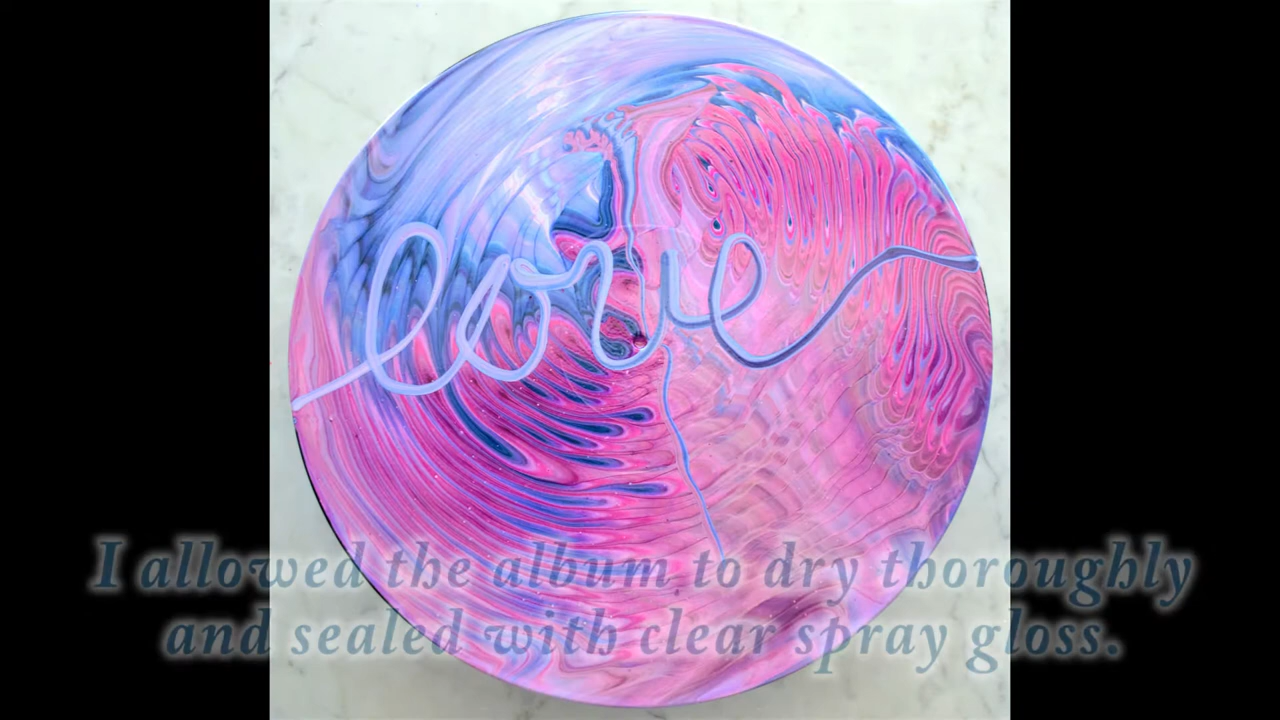 love
I allowed the album to dry thoroughly
and sealed with clear spray gloss.